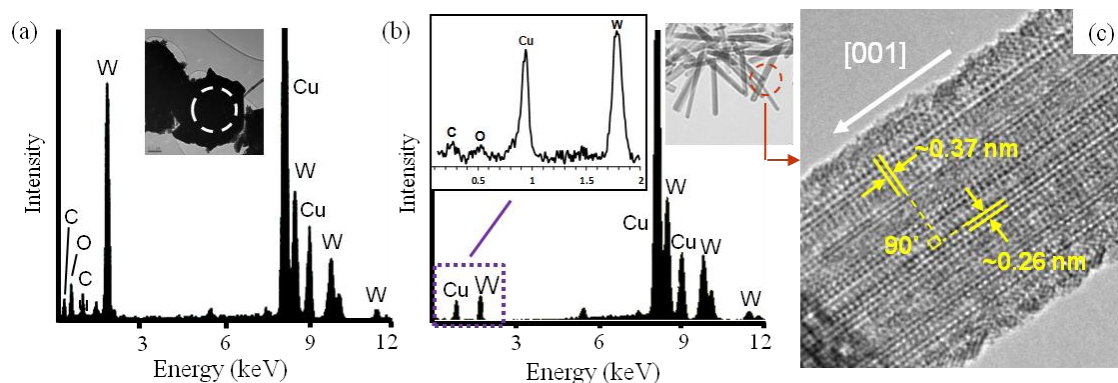 (a)
W
Cu
W
Cu
W
W
C
O
C
Intensity
3
6
9
12
Energy (keV)
(b)
Cu
W
C
O
0.5
1
1.5
2
Cu
W
Cu
W
W
Cu
W
Intensity
3
6
9
12
Energy (keV)
(c)
[001]
~0.37 nm
90°
~0.26 nm